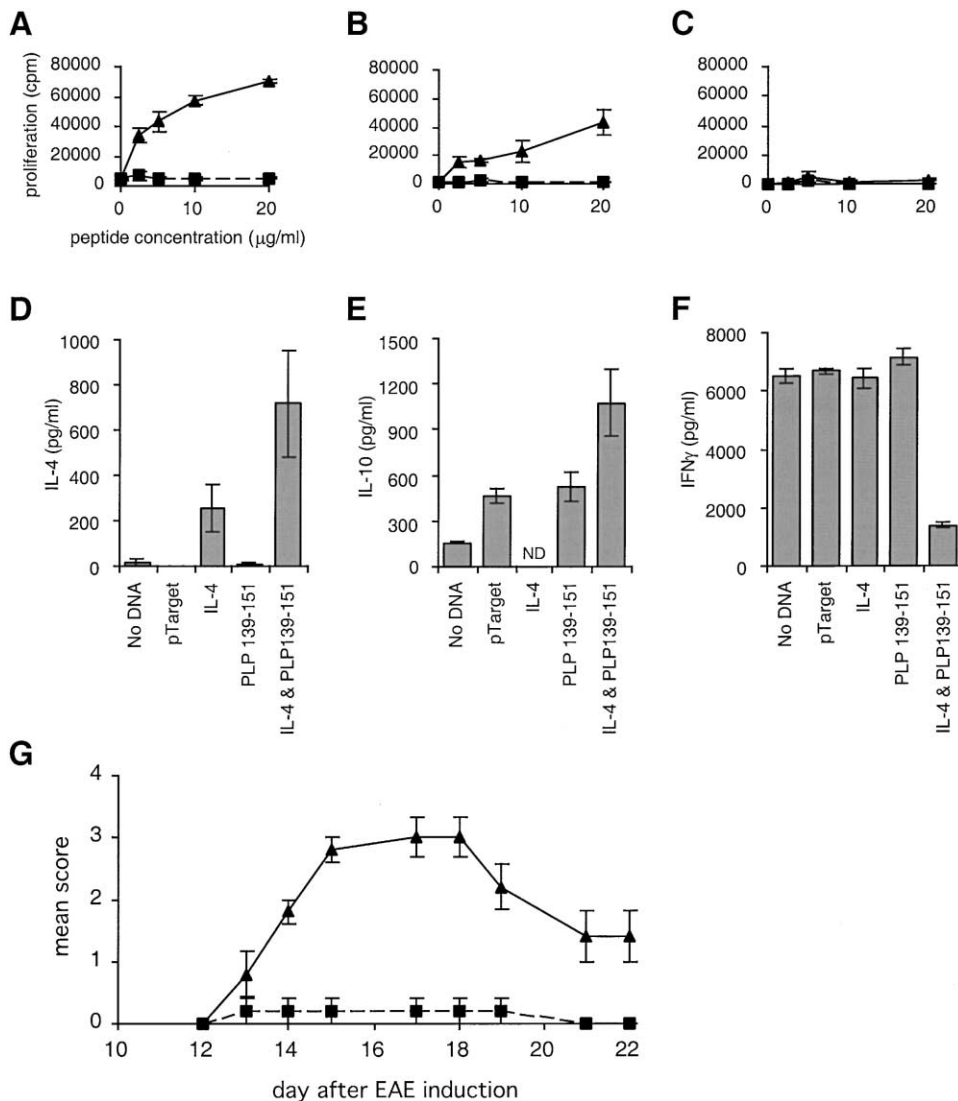 A
B
C
proliferation (cpm)
80000
60000
40000
20000
0
0 10 20
peptide concentration (µg/ml)
80000
60000
40000
20000
0
0 10 20
80000
60000
40000
20000
0
0 10 20
D
E
F
IL-4 (pg/ml)
1000
800
600
400
200
0
No DNA
pTarget
IL-4
PLP 139-151
IL-4 & PLP139-151
IL-10 (pg/ml)
1500
1200
900
600
300
0
ND
No DNA
pTarget
IL-4
PLP 139-151
IL-4 & PLP139-151
IFNγ (pg/ml)
8000
6000
4000
2000
0
No DNA
pTarget
IL-4
PLP 139-151
IL-4 & PLP139-151
G
mean score
4
3
2
1
0
10 12 14 16 18 20 22
day after EAE induction